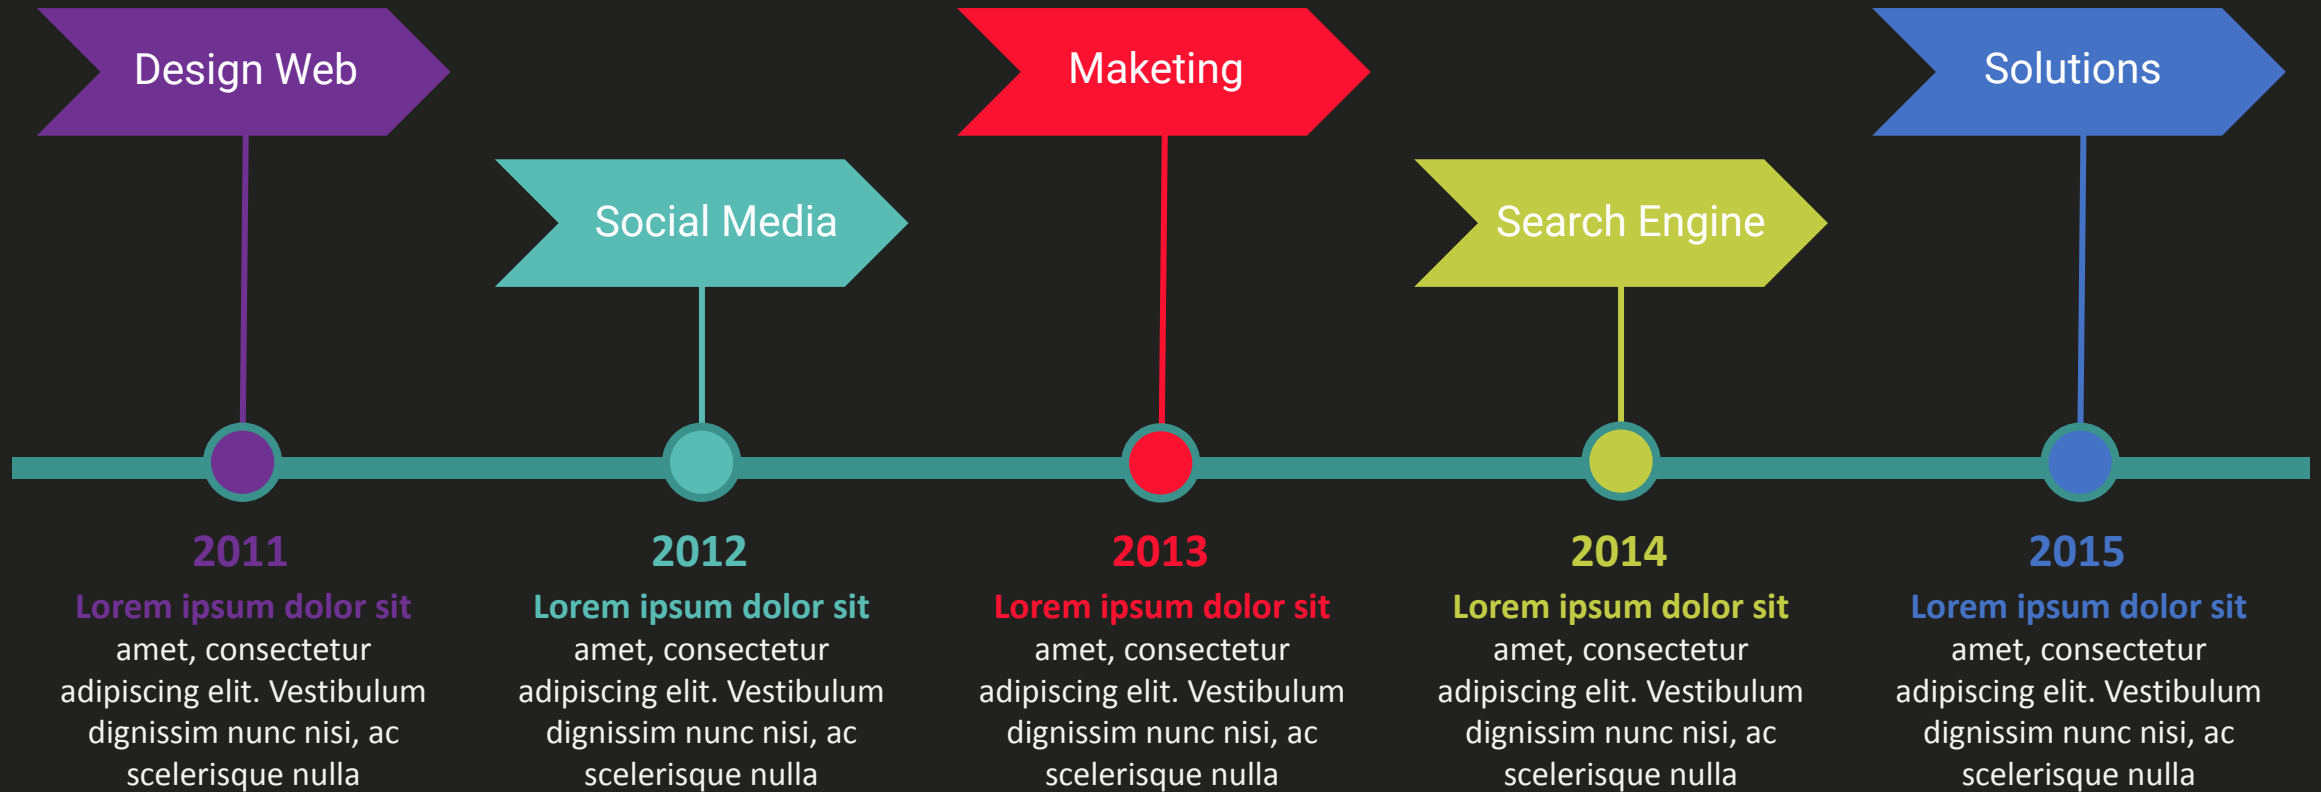 Design Web
Social Media
Maketing
Search Engine
Solutions
2011
Lorem ipsum dolor sit
amet, consectetur
adipiscing elit. Vestibulum
dignissim nunc nisi, ac
scelerisque nulla
2012
Lorem ipsum dolor sit
amet, consectetur
adipiscing elit. Vestibulum
dignissim nunc nisi, ac
scelerisque nulla
2013
Lorem ipsum dolor sit
amet, consectetur
adipiscing elit. Vestibulum
dignissim nunc nisi, ac
scelerisque nulla
2014
Lorem ipsum dolor sit
amet, consectetur
adipiscing elit. Vestibulum
dignissim nunc nisi, ac
scelerisque nulla
2015
Lorem ipsum dolor sit
amet, consectetur
adipiscing elit. Vestibulum
dignissim nunc nisi, ac
scelerisque nulla